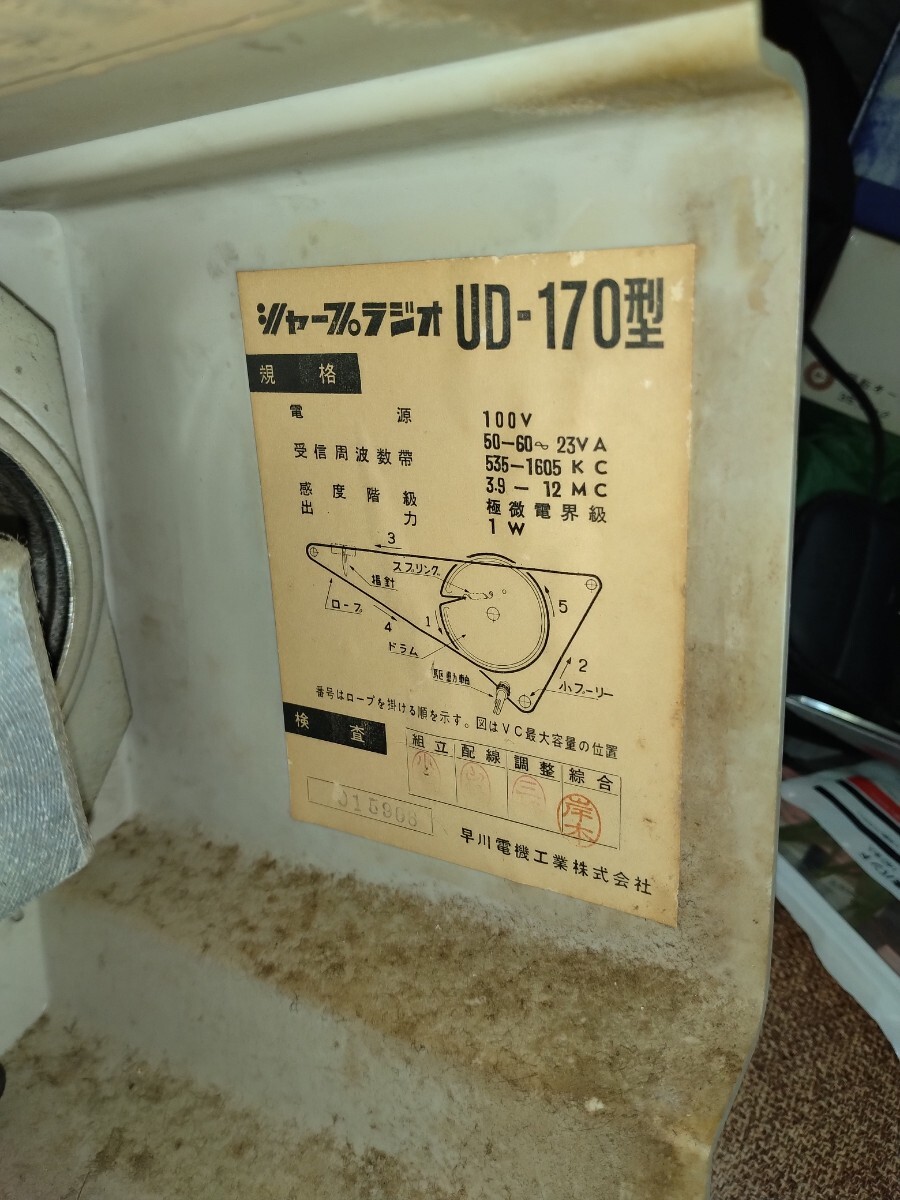 シャープラジオ UD-170型
規格
電源 100V
50-60~ 23VA
受信周波数帯 535-1605KC
3.9-12MC
感度階級 極微電界級
出力 1W
3
スプリング
指針
ロープ
4
1
5
ドラム
2
駆動軸
小プーリー
番号はロープを掛ける順を示す。図はVC最大容量の位置
検査
組立 配線 調整 綜合
岸本
早川電機工業株式会社